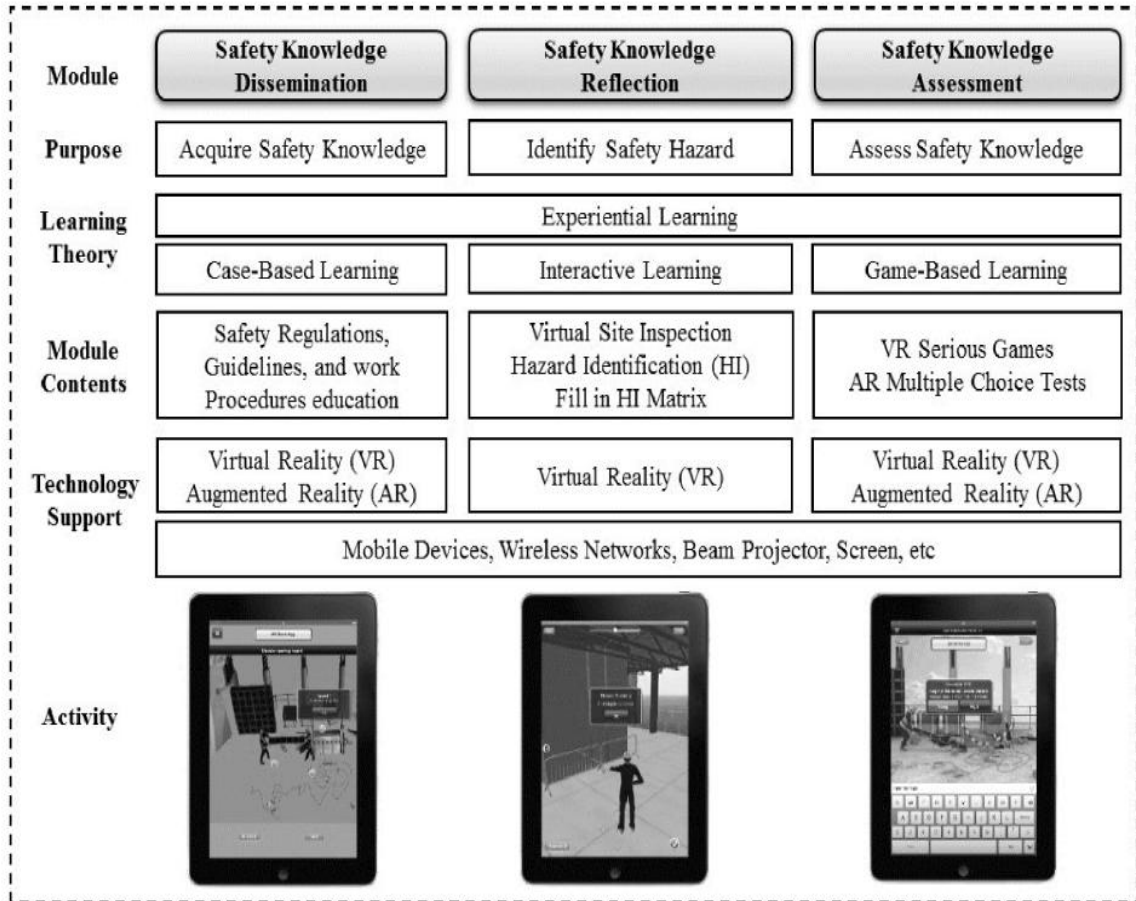 Module
Safety Knowledge
Dissemination
Safety Knowledge
Reflection
Safety Knowledge
Assessment
Purpose
Acquire Safety Knowledge
Identify Safety Hazard
Assess Safety Knowledge
Learning
Theory
Experiential Learning
Case-Based Learning
Interactive Learning
Game-Based Learning
Module
Contents
Safety Regulations,
Guidelines, and work
Procedures education
Virtual Site Inspection
Hazard Identification (HI)
Fill in HI Matrix
VR Serious Games
AR Multiple Choice Tests
Technology
Support
Virtual Reality (VR)
Augmented Reality (AR)
Virtual Reality (VR)
Virtual Reality (VR)
Augmented Reality (AR)
Mobile Devices, Wireless Networks, Beam Projector, Screen, etc
Activity